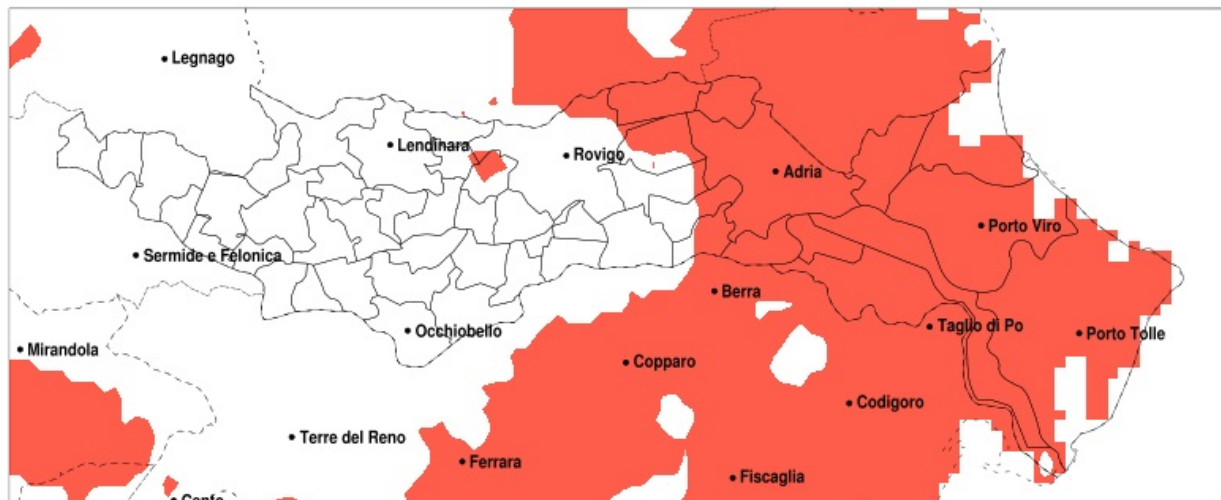 Legnago
Lendinara
Rovigo
Adria
Porto Viro
Sermide e Felonica
Berra
Taglio di Po
Porto Tolle
Occhiobello
Mirandola
Copparo
Codigoro
Terre del Reno
Ferrara
Fiscaglia